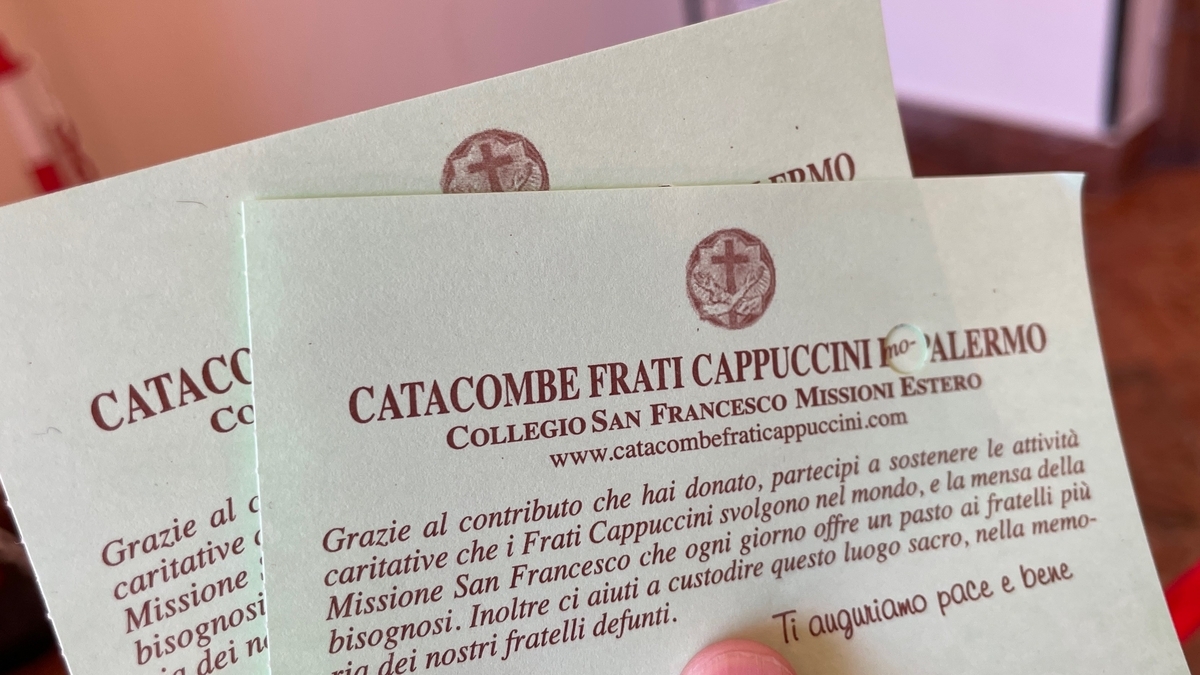 CATACOMBE FRATI CAPPUCCINI PALERMO
COLLEGIO SAN FRANCESCO MISSIONI ESTERO
www.catacombefraticappuccini.com
Grazie al contributo che hai donato, partecipi a sostenere le attività
caritative che i Frati Cappuccini svolgono nel mondo, e la mensa della
Missione San Francesco che ogni giorno offre un pasto ai fratelli più
bisognosi. Inoltre ci aiuti a custodire questo luogo sacro, nella memo-
ria dei nostri fratelli defunti.
Ti auguriamo pace e bene
Grazie al
caritative
Missione
bisognosi
dei